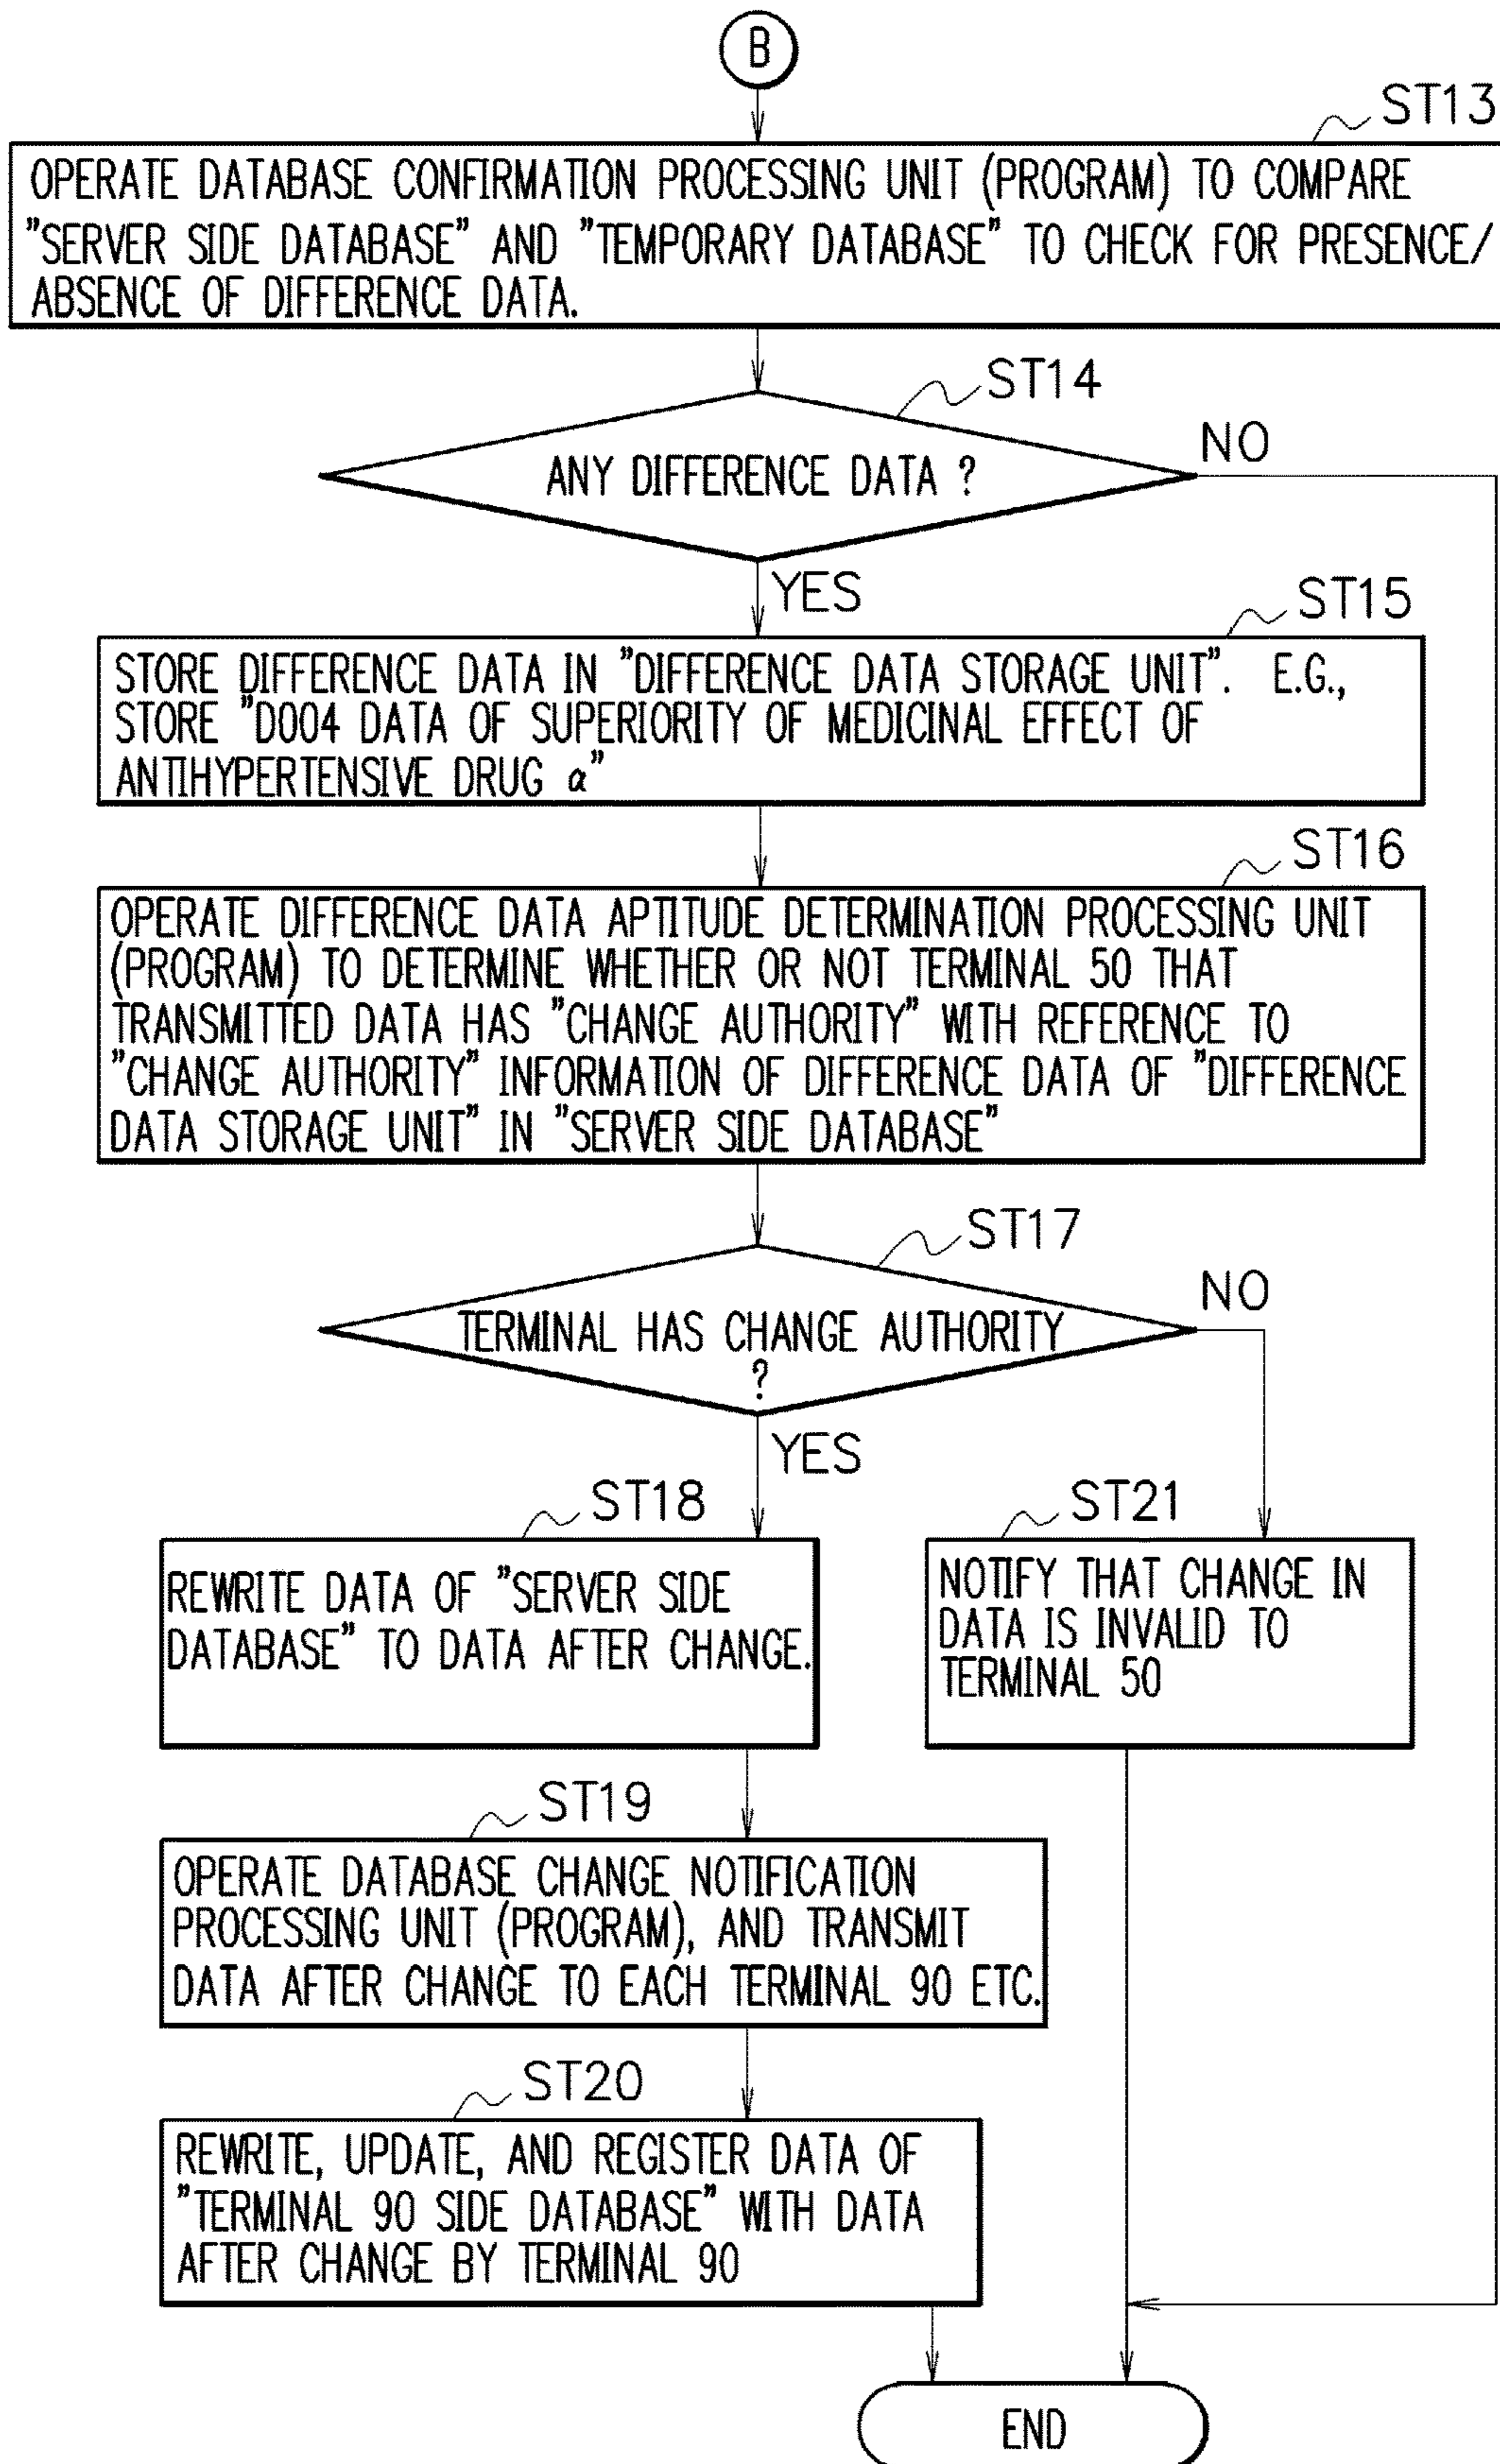 B
ST13
OPERATE DATABASE CONFIRMATION PROCESSING UNIT (PROGRAM) TO COMPARE
"SERVER SIDE DATABASE" AND "TEMPORARY DATABASE" TO CHECK FOR PRESENCE/
ABSENCE OF DIFFERENCE DATA.
ST14
ANY DIFFERENCE DATA ?
NO
YES
ST15
STORE DIFFERENCE DATA IN "DIFFERENCE DATA STORAGE UNIT". E.G.,
STORE "D004 DATA OF SUPERIORITY OF MEDICINAL EFFECT OF
ANTIHYPERTENSIVE DRUG α"
ST16
OPERATE DIFFERENCE DATA APTITUDE DETERMINATION PROCESSING UNIT
(PROGRAM) TO DETERMINE WHETHER OR NOT TERMINAL 50 THAT
TRANSMITTED DATA HAS "CHANGE AUTHORITY" WITH REFERENCE TO
"CHANGE AUTHORITY" INFORMATION OF DIFFERENCE DATA OF "DIFFERENCE
DATA STORAGE UNIT" IN "SERVER SIDE DATABASE"
ST17
TERMINAL HAS CHANGE AUTHORITY
?
NO
YES
ST18
REWRITE DATA OF "SERVER SIDE
DATABASE" TO DATA AFTER CHANGE.
ST21
NOTIFY THAT CHANGE IN
DATA IS INVALID TO
TERMINAL 50
ST19
OPERATE DATABASE CHANGE NOTIFICATION
PROCESSING UNIT (PROGRAM), AND TRANSMIT
DATA AFTER CHANGE TO EACH TERMINAL 90 ETC.
ST20
REWRITE, UPDATE, AND REGISTER DATA OF
"TERMINAL 90 SIDE DATABASE" WITH DATA
AFTER CHANGE BY TERMINAL 90
END